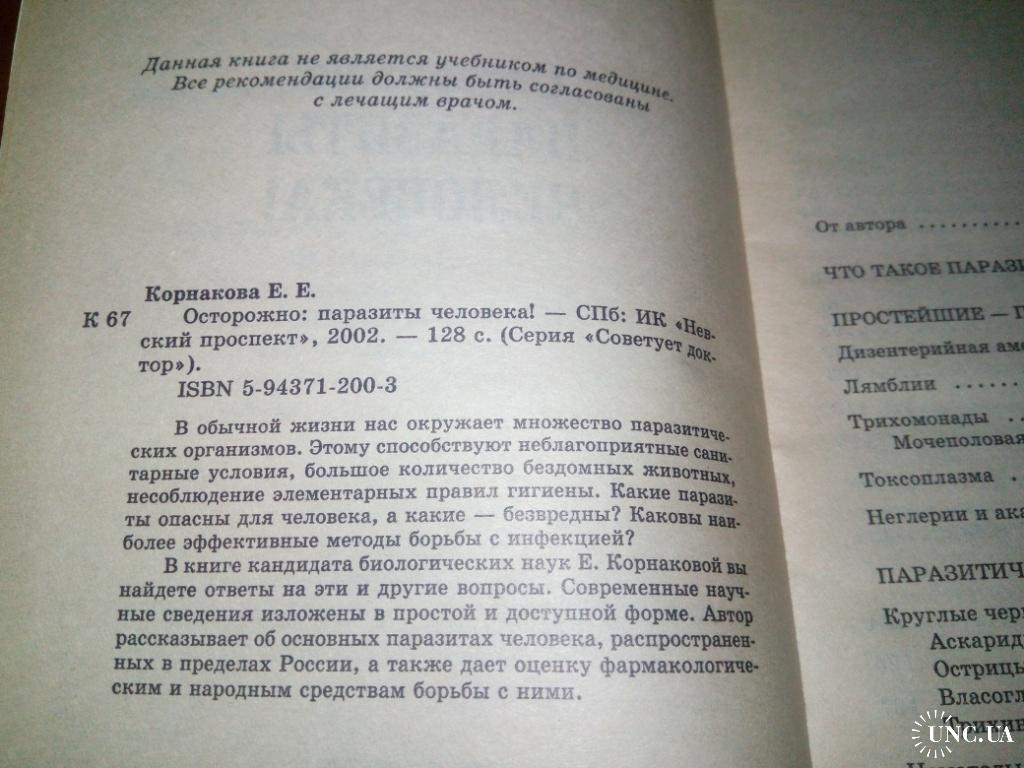 Данная книга не является учебником по медицине.
Все рекомендации должны быть согласованы
с лечащим врачом.
Корнакова Е. Е.
К 67 Осторожно: паразиты человека! — СПб: ИК «Нев-
ский проспект», 2002. — 128 с. (Серия «Советует док-
тор»).
ISBN 5-94371-200-3
В обычной жизни нас окружает множество паразитиче-
ских организмов. Этому способствуют неблагоприятные сани-
тарные условия, большое количество бездомных животных,
несоблюдение элементарных правил гигиены. Какие парази-
ты опасны для человека, а какие — безвредны? Каковы наи-
более эффективные методы борьбы с инфекцией?
В книге кандидата биологических наук Е. Корнаковой вы
найдете ответы на эти и другие вопросы. Современные науч-
ные сведения изложены в простой и доступной форме. Автор
рассказывает об основных паразитах человека, распространен-
ных в пределах России, а также дает оценку фармакологиче-
ским и народным средствам борьбы с ними.
От автора ..........
ЧТО ТАКОЕ ПАРАЗИ
ПРОСТЕЙШИЕ —
Дизентерийная аме
Лямблии ......
Трихомонады ..
Мочеполовая
Токсоплазма .
Неглерии и ака
ПАРАЗИТИЧ
Круглые черв
Аскарид
Острицы
Власогл
Трихин
UNC.UA